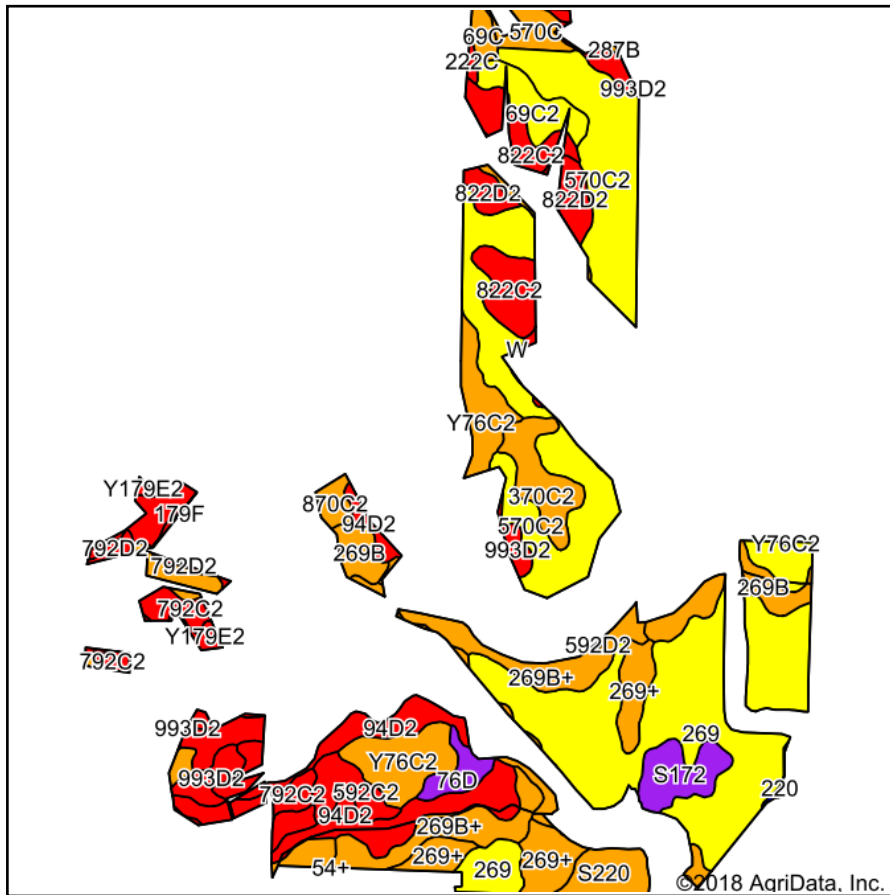 69C
570C
287B
222C
993D2
69C2
822C2
570C2
822D2
822D2
822C2
W
Y76C2
370C2
570C2
993D2
Y179E2
179F
792D2
792D2
792C2
Y179E2
792C2
870C2
94D2
269B
Y76C2
269B
592D2
269B+
269+
269
S172
220
993D2
993D2
94D2
Y76C2
76D
792C2
592C2
94D2
269B+
269+
54+
269
269+
S220
©2018 AgriData, Inc.